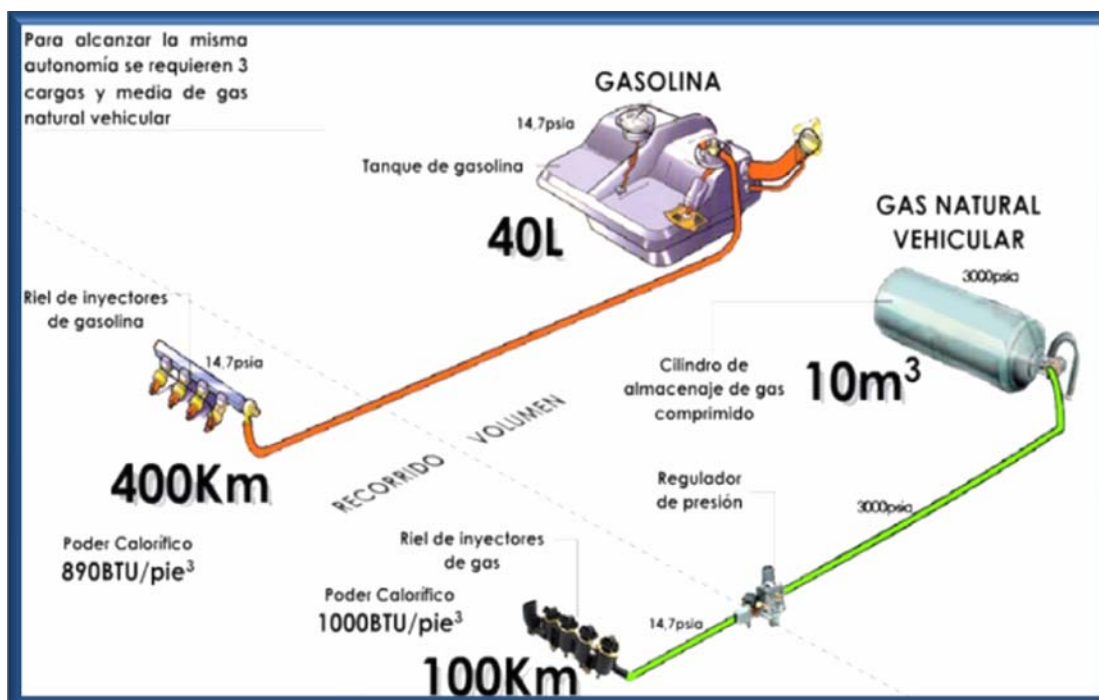 Para alcanzar la misma
autonomía se requieren 3
cargas y media de gas
natural vehicular
GASOLINA
14,7psia
Tanque de gasolina
40L
GAS NATURAL
VEHICULAR
3000psia
Riel de inyectores
de gasolina
14,7psia
Cilindro de
almacenaje de gas
comprimido
10m³
VOLUMEN
RECORRIDO
400Km
Regulador
de presión
3000psia
Poder Calorífico
890BTU/pie³
Riel de inyectores
de gas
Poder Calorífico
1000BTU/pie³
14,7psia
100Km